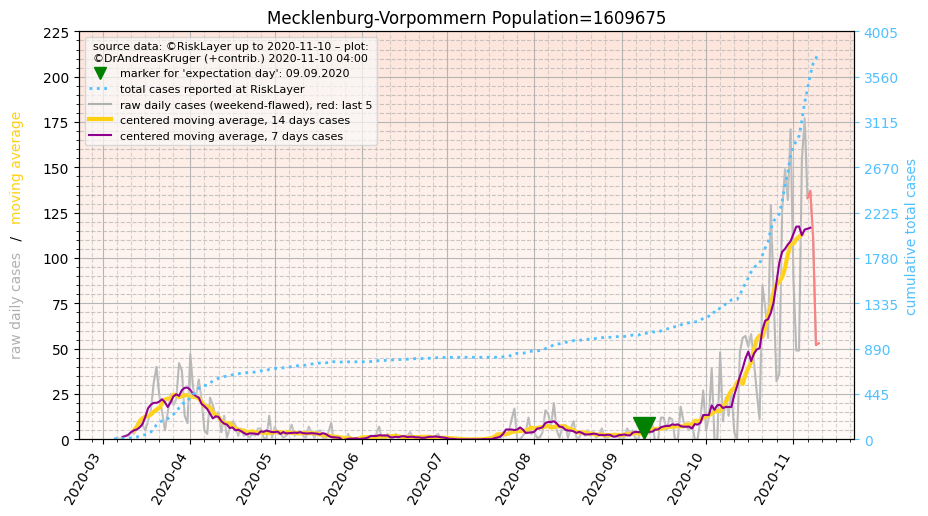 Mecklenburg-Vorpommern Population=1609675
source data: ©RiskLayer up to 2020-11-10 – plot:
©DrAndreasKruger (+contrib.) 2020-11-10 04:00
marker for 'expectation day': 09.09.2020
total cases reported at RiskLayer
raw daily cases (weekend-flawed), red: last 5
centered moving average, 14 days cases
centered moving average, 7 days cases
raw daily cases / moving average
225
200
175
150
125
100
75
50
25
0
4005
3560
3115
2670
2225
1780
1335
890
445
0
cumulative total cases
2020-03
2020-04
2020-05
2020-06
2020-07
2020-08
2020-09
2020-10
2020-11